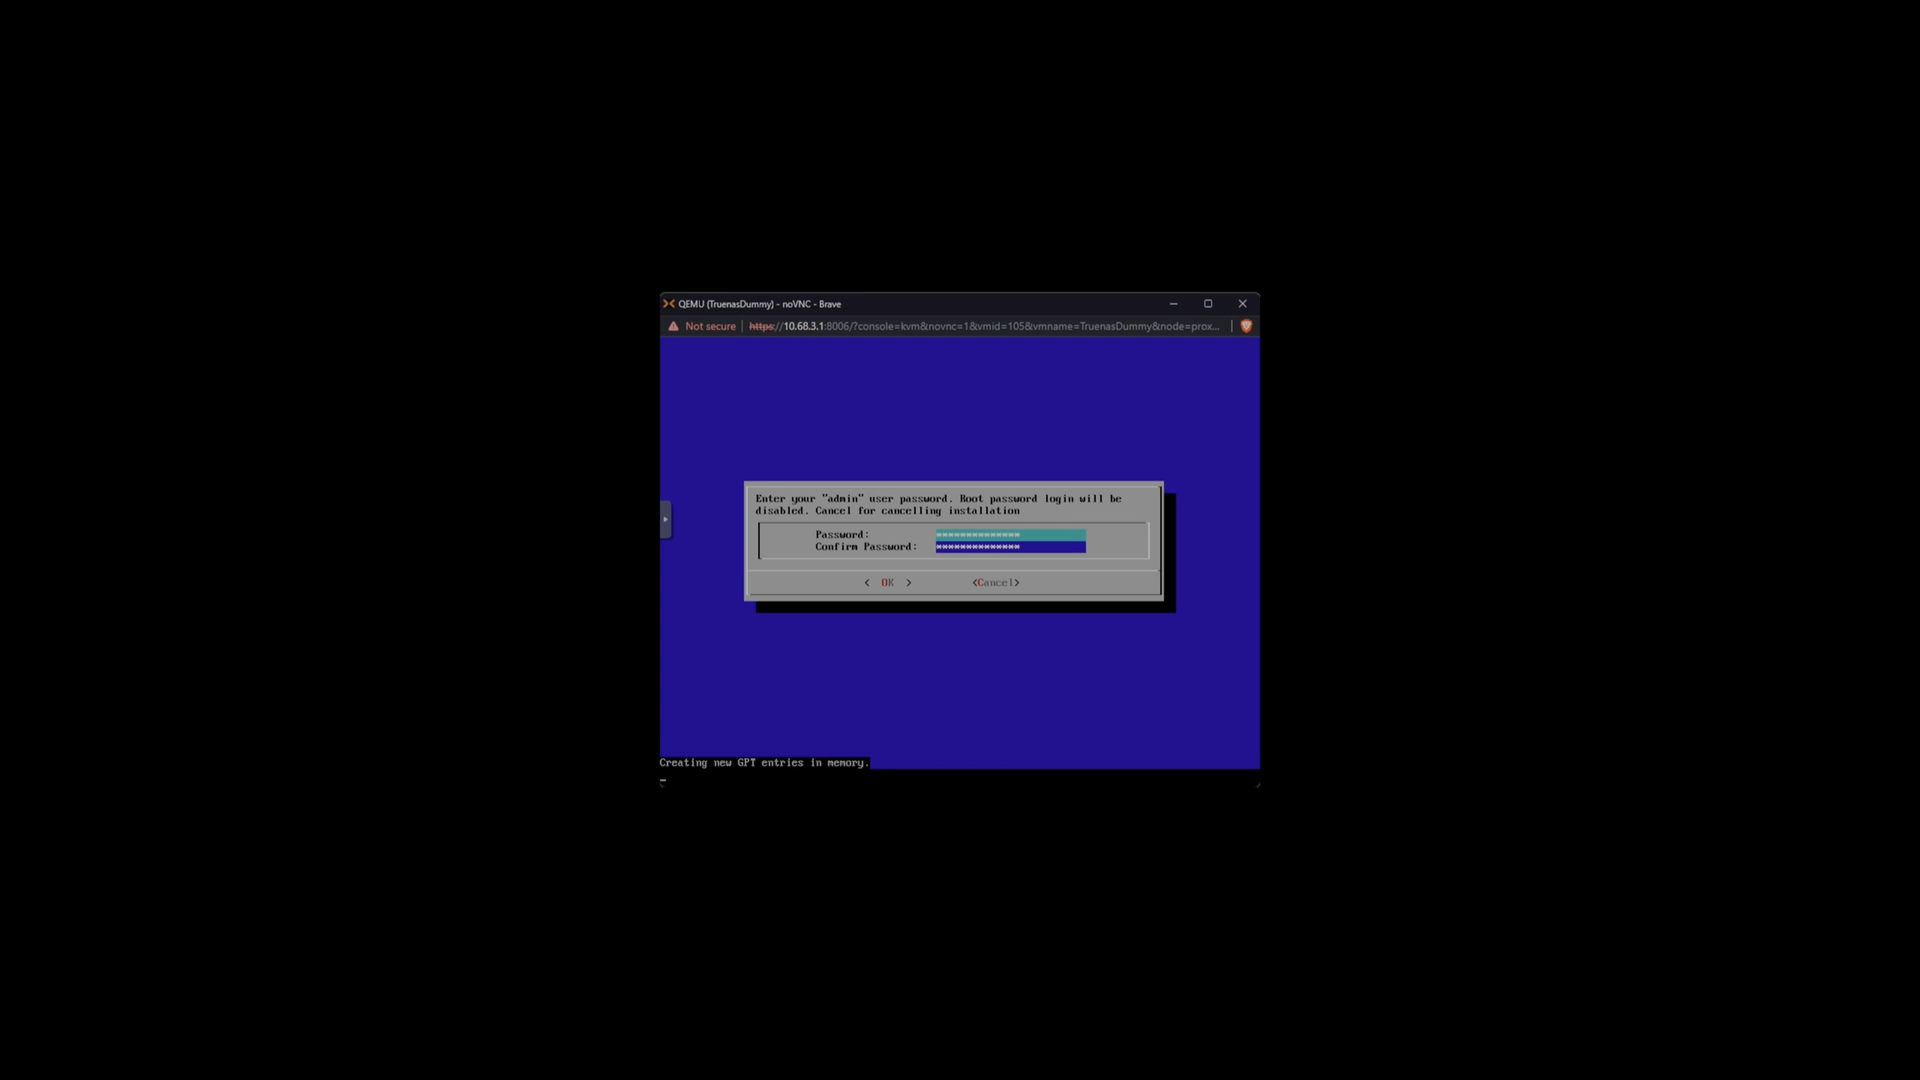 QEMU (TruenasDummy) - noVNC - Brave
Not secure | https://10.68.3.1:8006/?console=kvm&novnc=1&vmid=105&vmname=TruenasDummy&node=prox...
Enter your "admin" user password. Root password login will be
disabled. Cancel for cancelling installation
Password: **************
Confirm Password: **************
< OK > <Cancel>
Creating new GPT entries in memory.